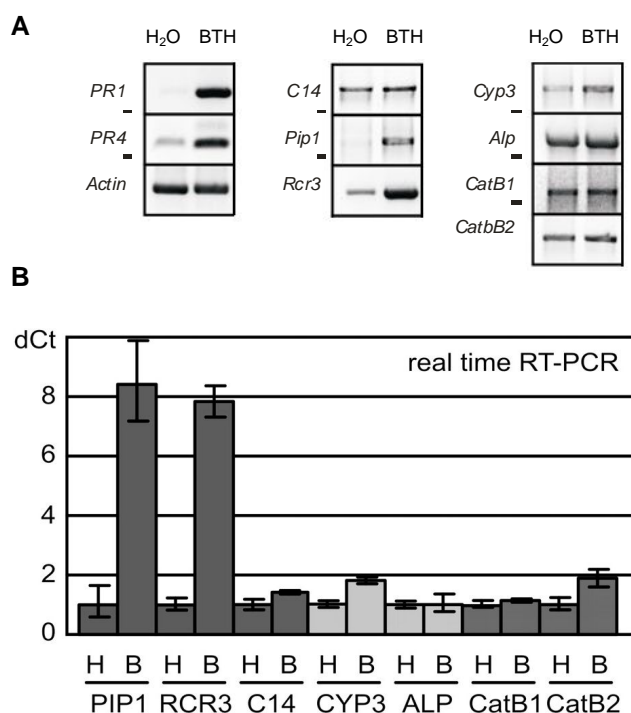 A
H₂O BTH
PR1
PR4
Actin
H₂O BTH
C14
Pip1
Rcr3
H₂O BTH
Cyp3
Alp
CatB1
CatbB2
B
dCt
real time RT-PCR
8
6
4
2
0
H B H B H B H B H B H B H B
PIP1 RCR3 C14 CYP3 ALP CatB1 CatB2